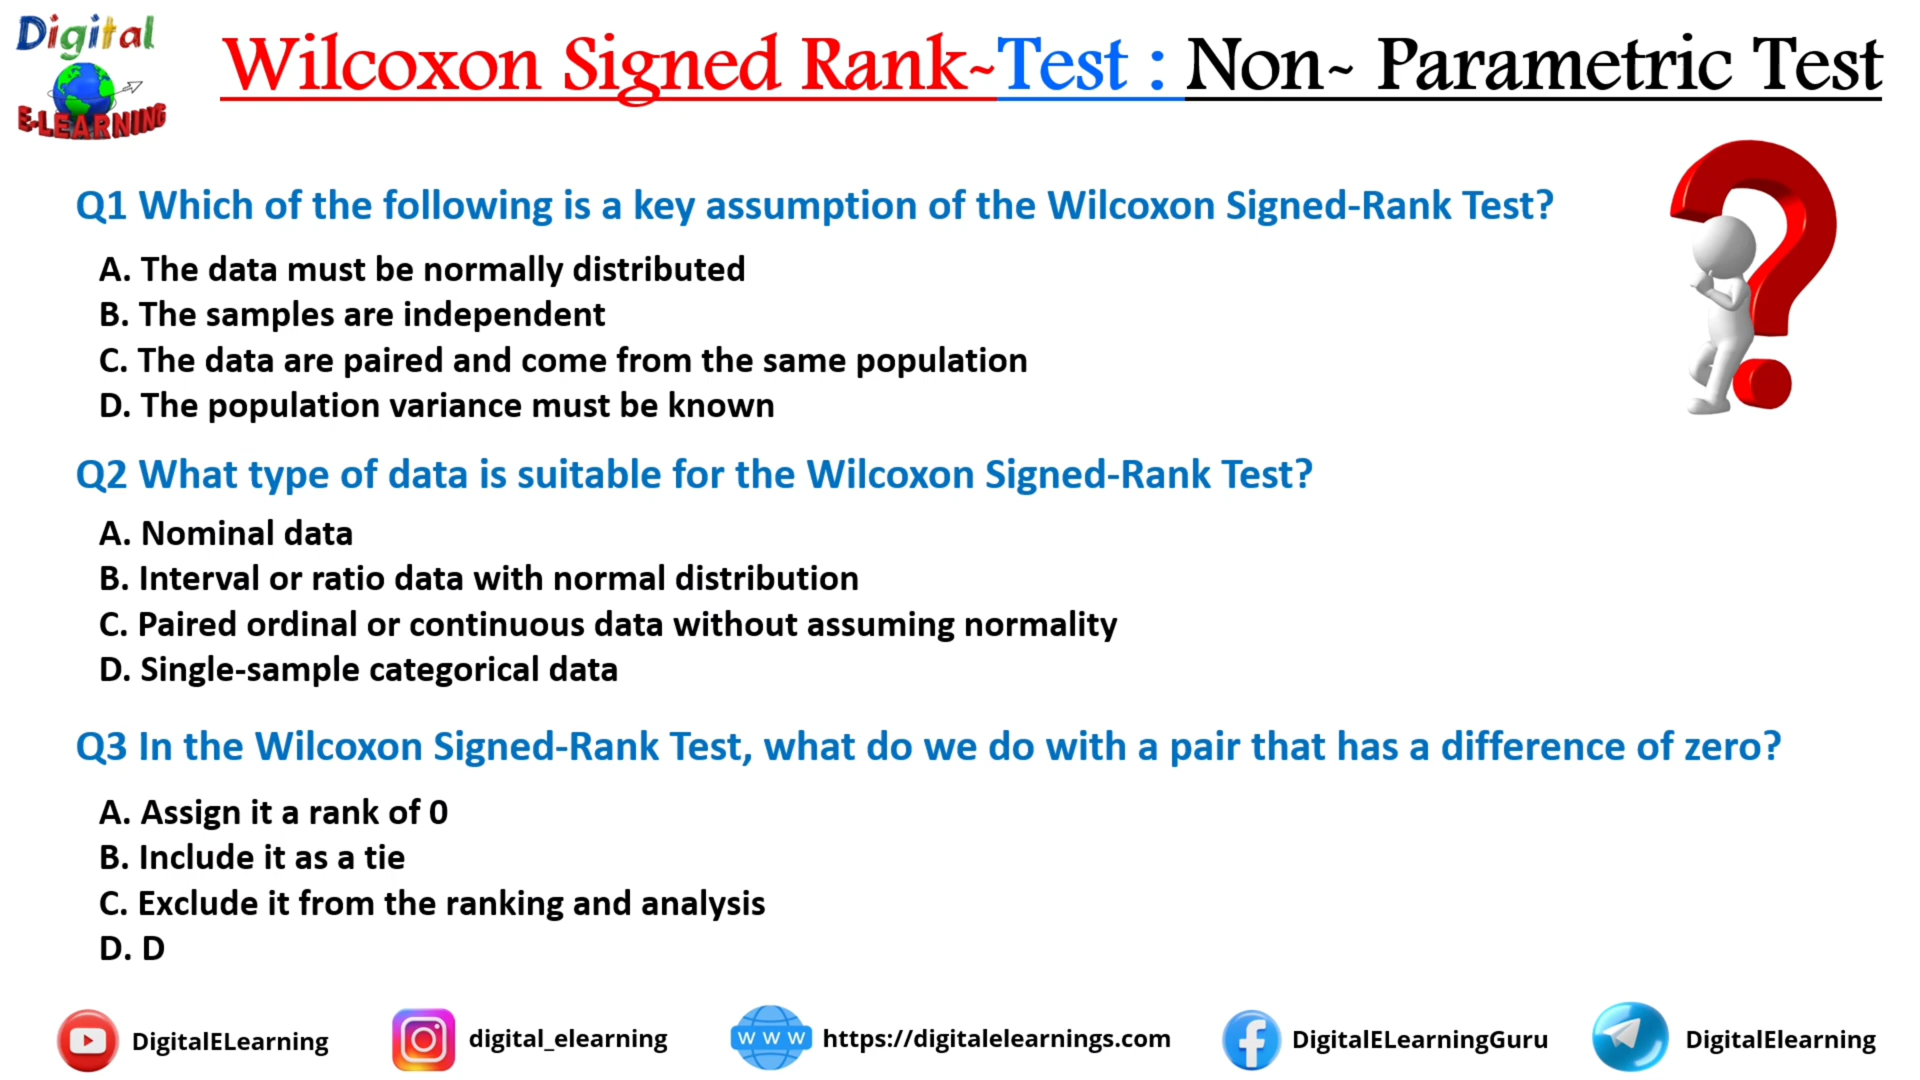 Digital
E-LEARNING
Wilcoxon Signed Rank-Test : Non- Parametric Test
Q1 Which of the following is a key assumption of the Wilcoxon Signed-Rank Test?
A. The data must be normally distributed
B. The samples are independent
C. The data are paired and come from the same population
D. The population variance must be known
Q2 What type of data is suitable for the Wilcoxon Signed-Rank Test?
A. Nominal data
B. Interval or ratio data with normal distribution
C. Paired ordinal or continuous data without assuming normality
D. Single-sample categorical data
Q3 In the Wilcoxon Signed-Rank Test, what do we do with a pair that has a difference of zero?
A. Assign it a rank of 0
B. Include it as a tie
C. Exclude it from the ranking and analysis
D. D
DigitalELearning digital_elearning WWW https://digitalelearnings.com DigitalELearningGuru DigitalElearning